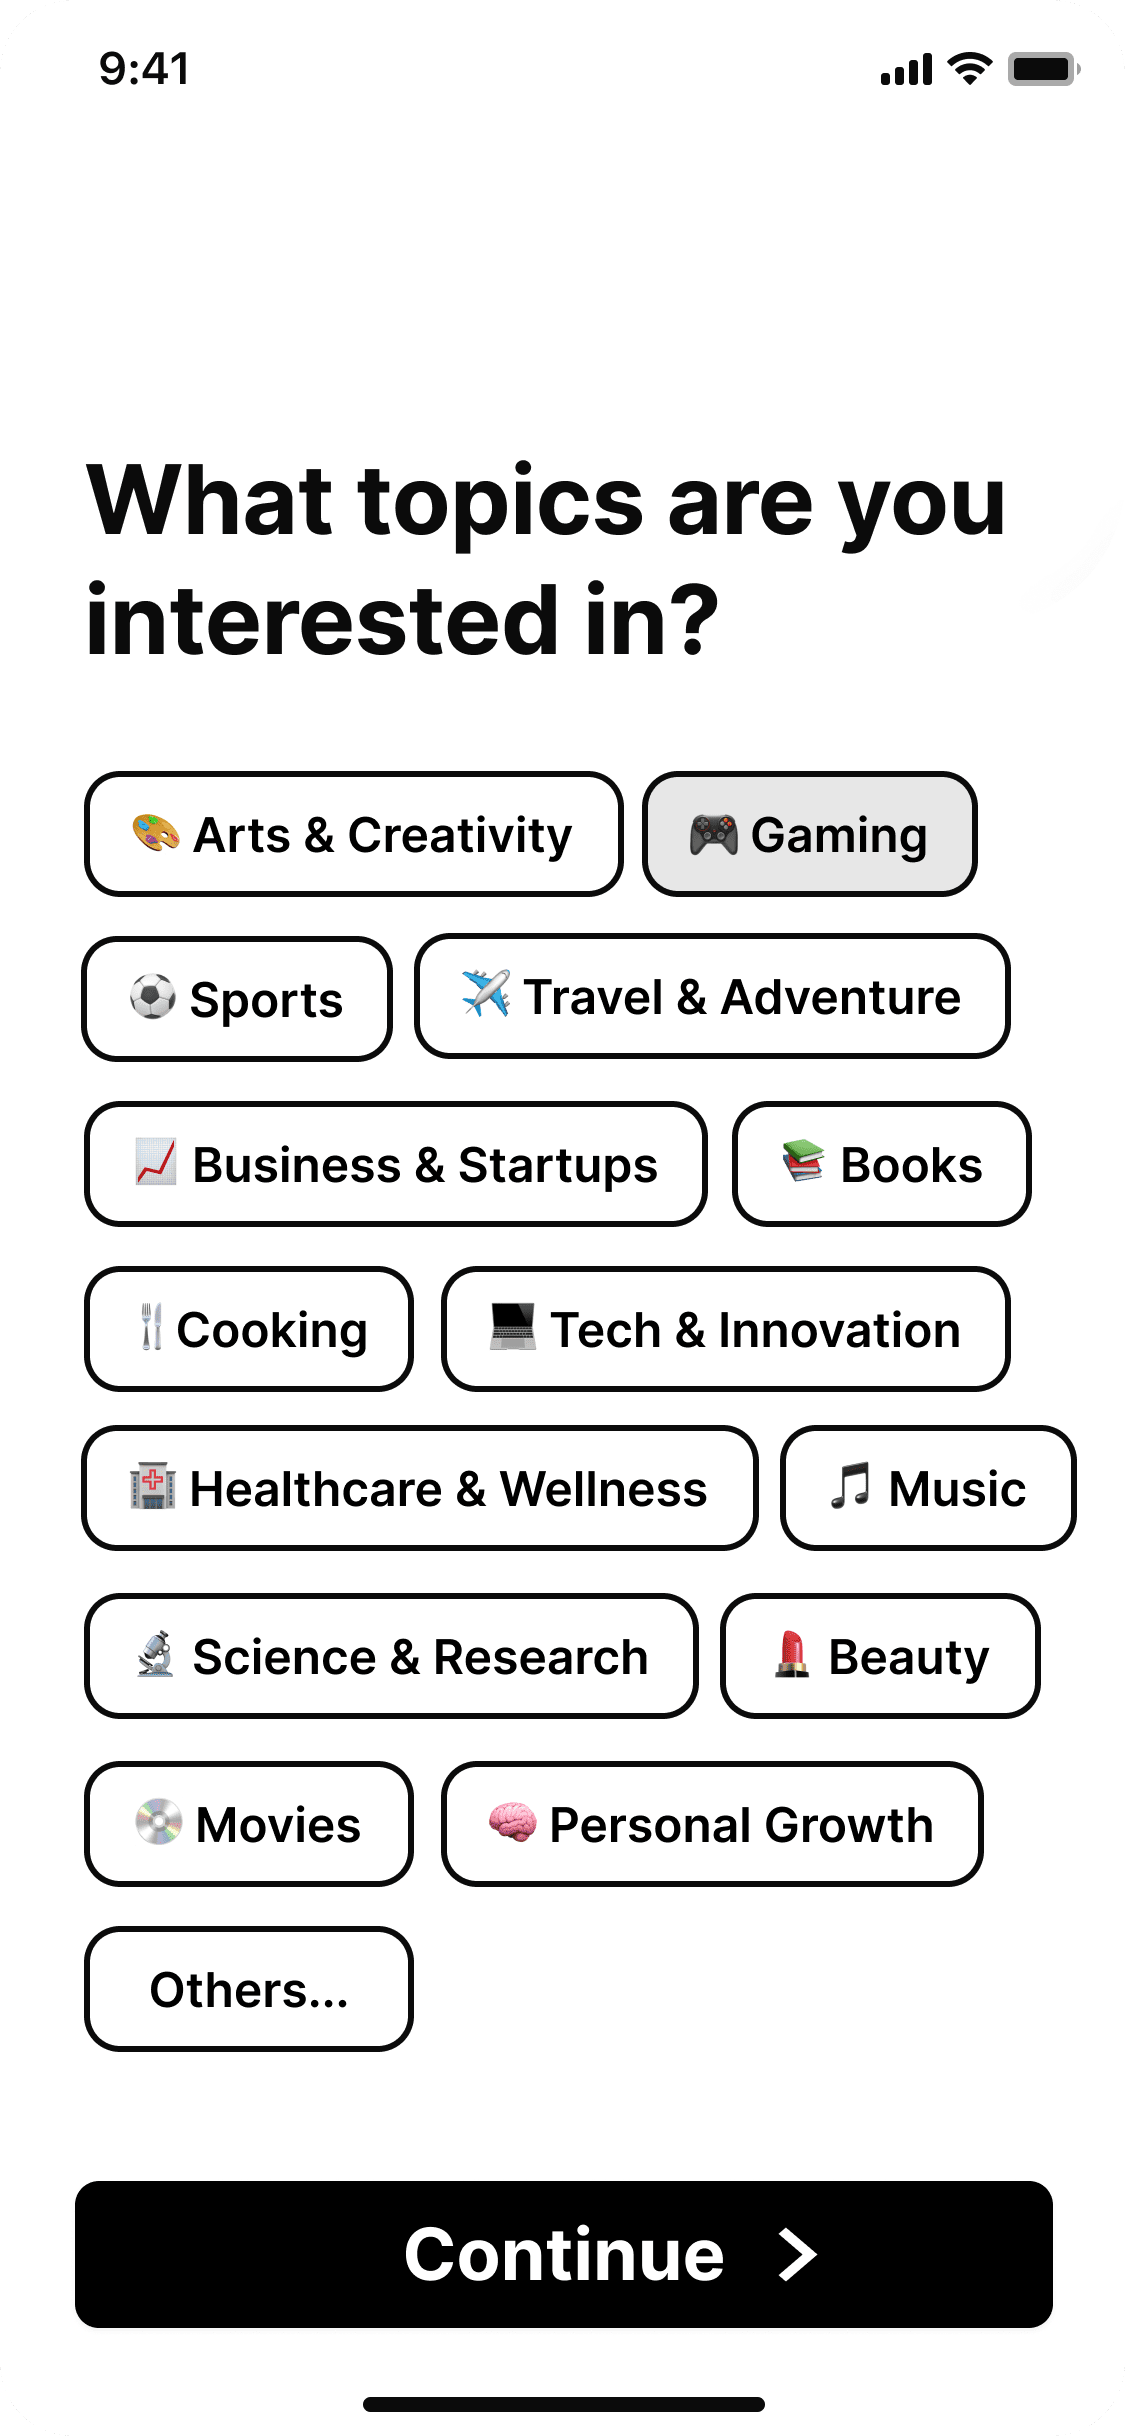 9:41
What topics are you
interested in?
🎨 Arts & Creativity
🎮 Gaming
⚽ Sports
✈️ Travel & Adventure
📈 Business & Startups
📚 Books
🍴 Cooking
💻 Tech & Innovation
🏥 Healthcare & Wellness
🎵 Music
🔬 Science & Research
💄 Beauty
💿 Movies
🧠 Personal Growth
Others...
Continue >